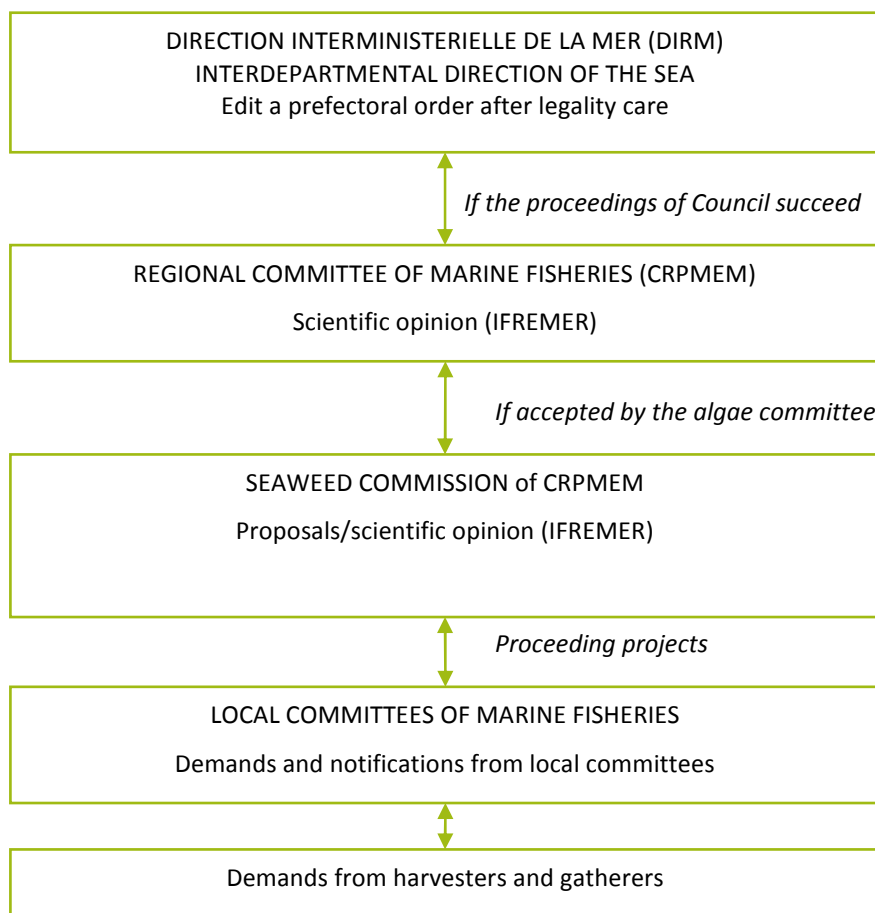 DIRECTION INTERMINISTERIELLE DE LA MER (DIRM)
INTERDEPARTMENTAL DIRECTION OF THE SEA
Edit a prefectoral order after legality care
If the proceedings of Council succeed
REGIONAL COMMITTEE OF MARINE FISHERIES (CRPMEM)
Scientific opinion (IFREMER)
If accepted by the algae committee
SEAWEED COMMISSION of CRPMEM
Proposals/scientific opinion (IFREMER)
Proceeding projects
LOCAL COMMITTEES OF MARINE FISHERIES
Demands and notifications from local committees
Demands from harvesters and gatherers